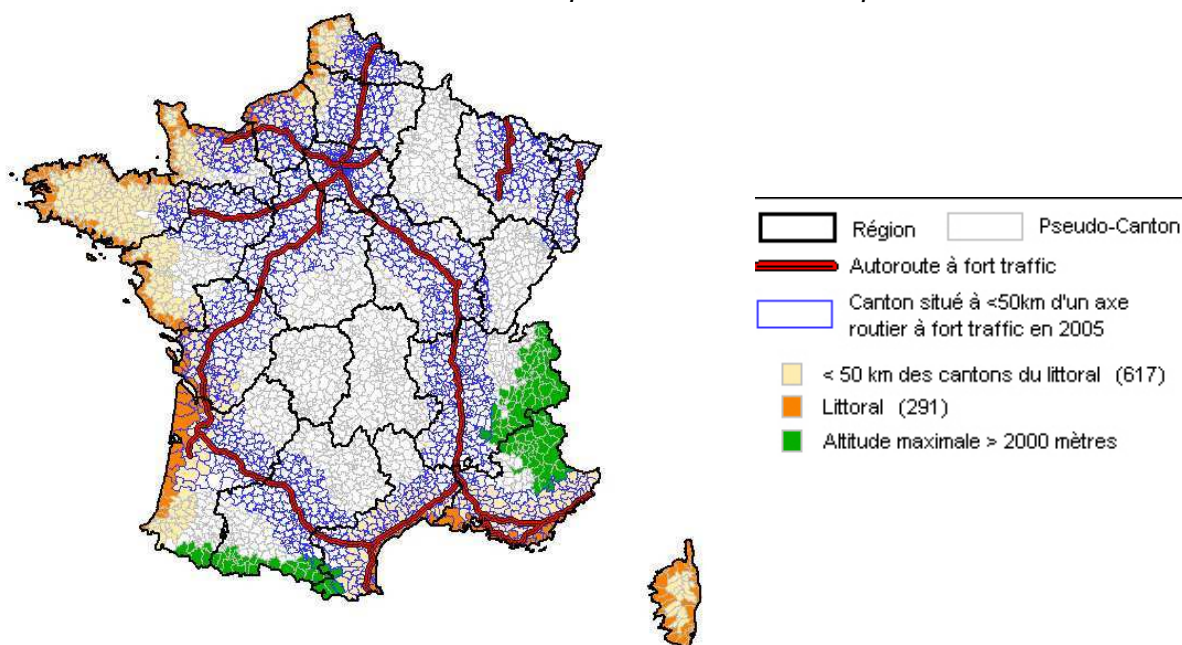 Région
Pseudo-Canton
Autoroute à fort traffic
Canton situé à <50km d'un axe
routier à fort traffic en 2005
< 50 km des cantons du littoral (617)
Littoral (291)
Altitude maximale > 2000 mètres